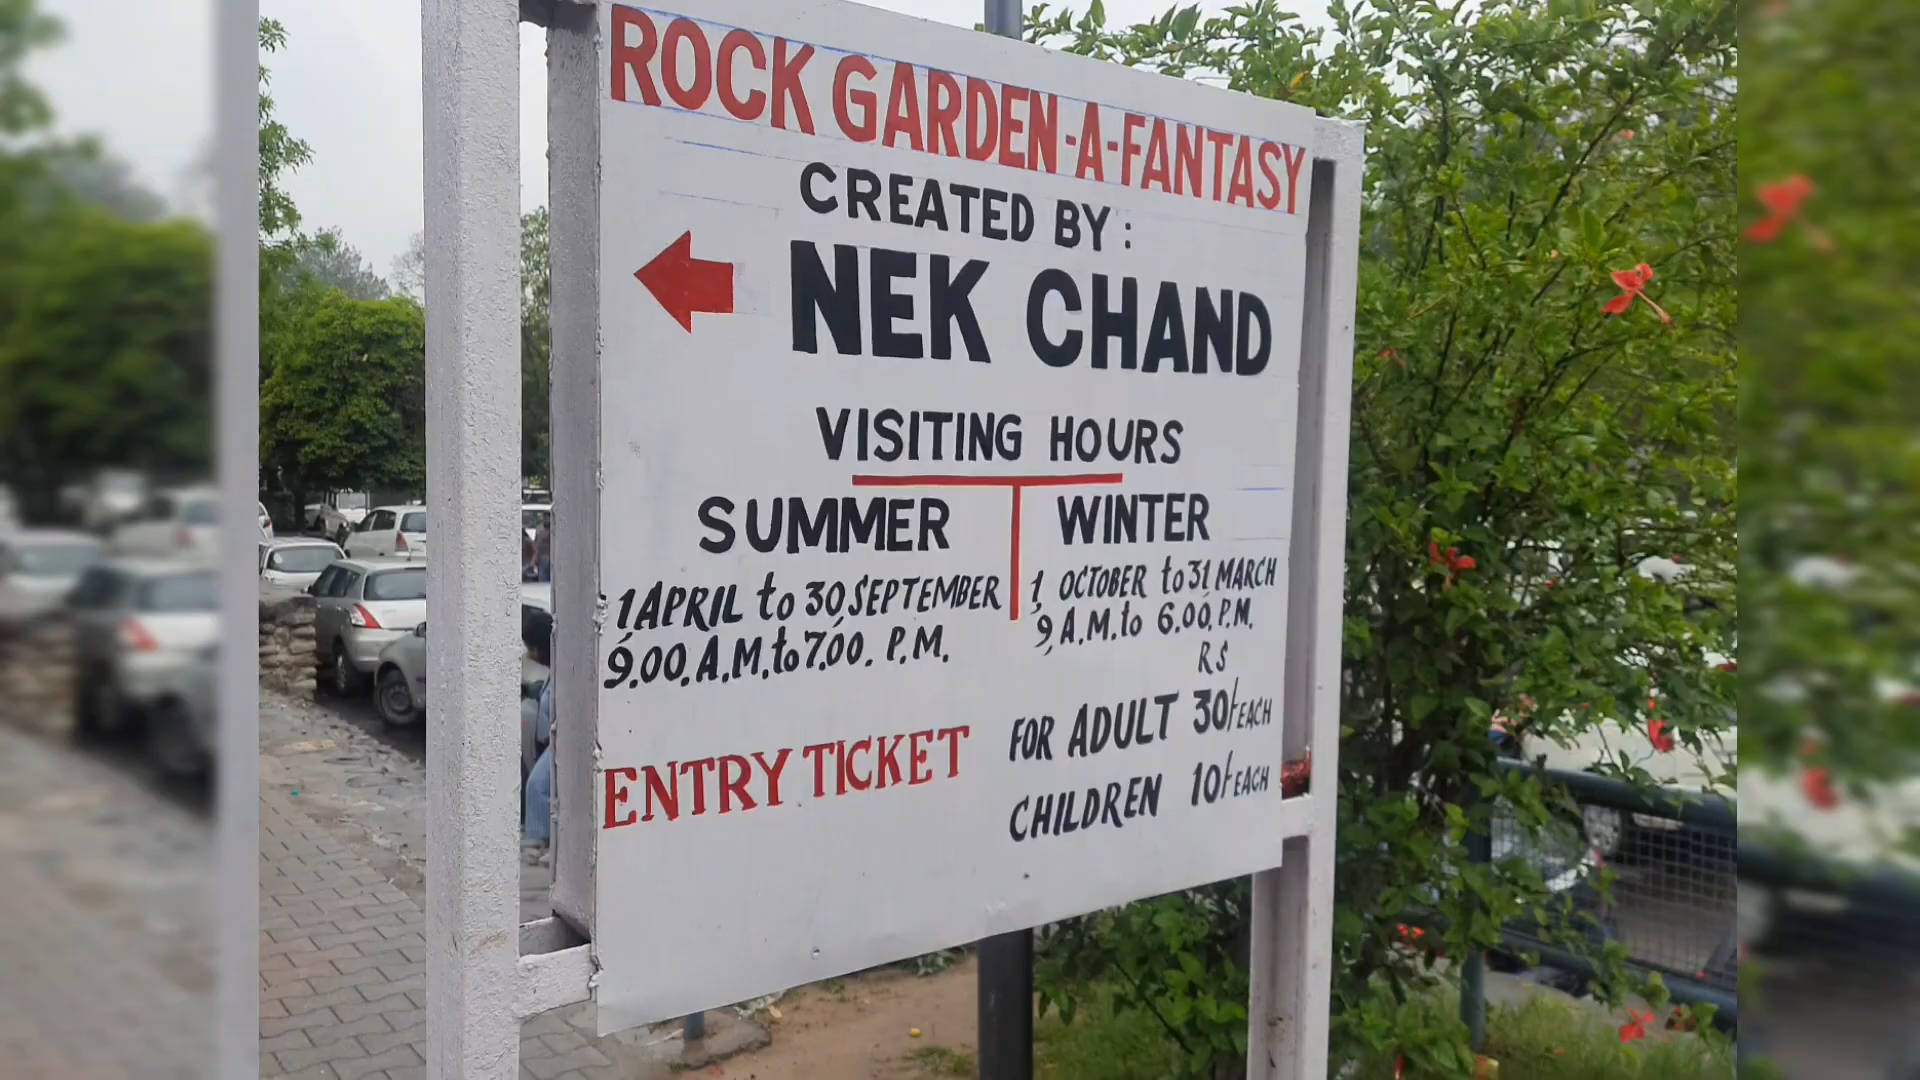 ROCK GARDEN-A-FANTASY
CREATED BY:
NEK CHAND
VISITING HOURS
SUMMER
1, APRIL to 30, SEPTEMBER
9.00. A.M. to 7.00. P.M.
WINTER
1, OCTOBER to 31, MARCH
9, A.M. to 6.00. P.M.
RS
ENTRY TICKET
FOR ADULT 30/- EACH
CHILDREN 10/- EACH